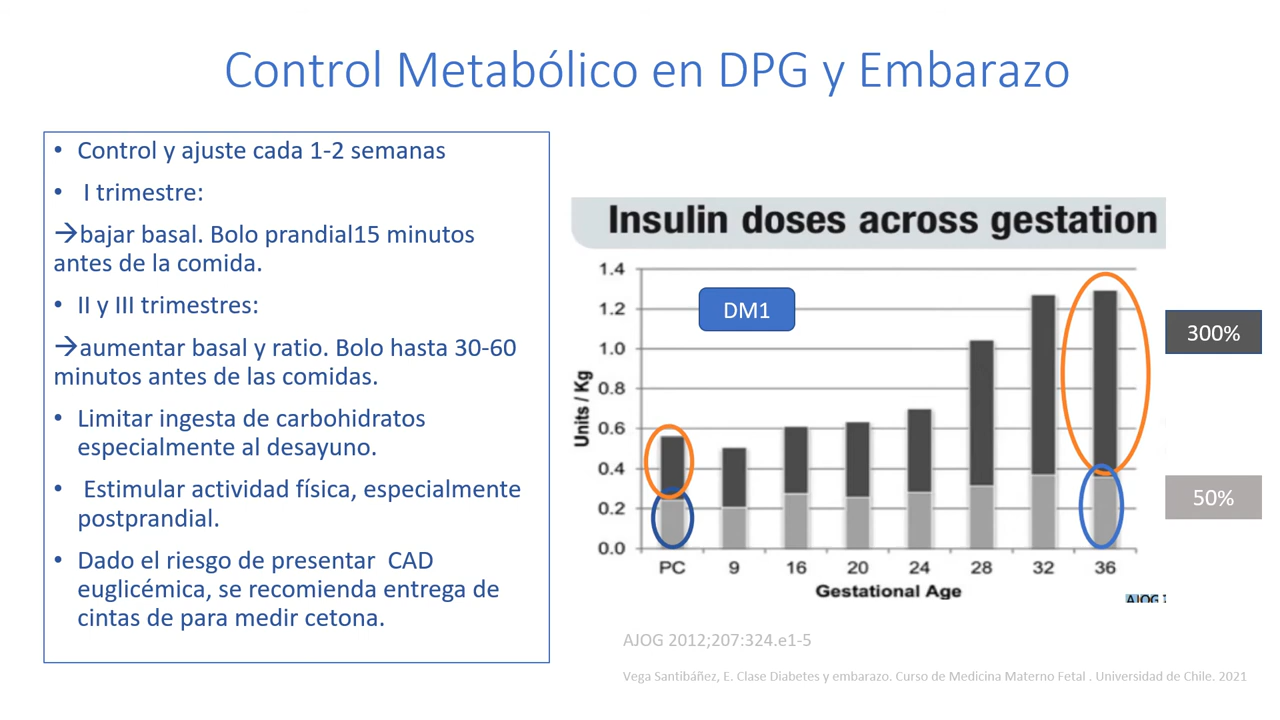 Control Metabólico en DPG y Embarazo
• Control y ajuste cada 1-2 semanas
• I trimestre:
→bajar basal. Bolo prandial15 minutos
antes de la comida.
• II y III trimestres:
→aumentar basal y ratio. Bolo hasta 30-60
minutos antes de las comidas.
• Limitar ingesta de carbohidratos
especialmente al desayuno.
• Estimular actividad física, especialmente
postprandial.
• Dado el riesgo de presentar CAD
euglicémica, se recomienda entrega de
cintas de para medir cetona.
Insulin doses across gestation
DM1
Units / Kg
1.4
1.2
1.0
0.8
0.6
0.4
0.2
0.0
PC 9 16 20 24 28 32 36
Gestational Age
300%
50%
AJOG
AJOG 2012;207:324.e1-5
Vega Santibáñez, E. Clase Diabetes y embarazo. Curso de Medicina Materno Fetal . Universidad de Chile. 2021